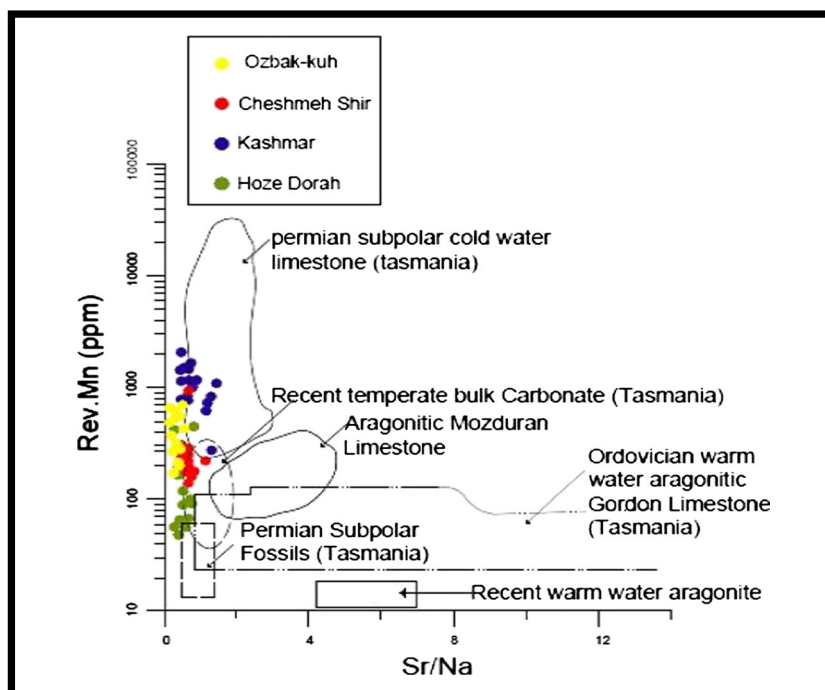 Ozbak-kuh
Cheshmeh Shir
Kashmar
Hoze Dorah
100000
10000
1000
100
10
Rev.Mn (ppm)
permian subpolar cold water
limestone (tasmania)
Recent temperate bulk Carbonate (Tasmania)
Aragonitic Mozduran
Limestone
Ordovician warm
water aragonitic
Gordon Limestone
(Tasmania)
Permian Subpolar
Fossils (Tasmania)
Recent warm water aragonite
0 4 8 12
Sr/Na